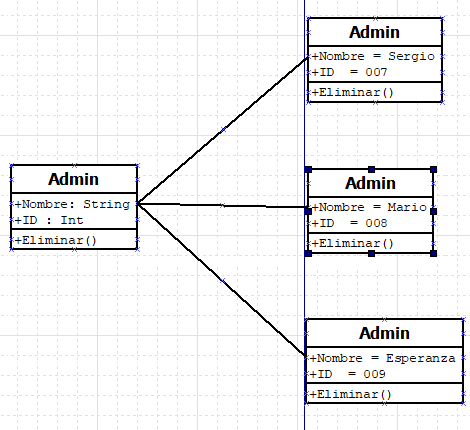 Admin
+Nombre: String
+ID : Int
+Eliminar()
Admin
+Nombre = Sergio
+ID  = 007
+Eliminar()
Admin
+Nombre = Mario
+ID  = 008
+Eliminar()
Admin
+Nombre = Esperanza
+ID  = 009
+Eliminar()